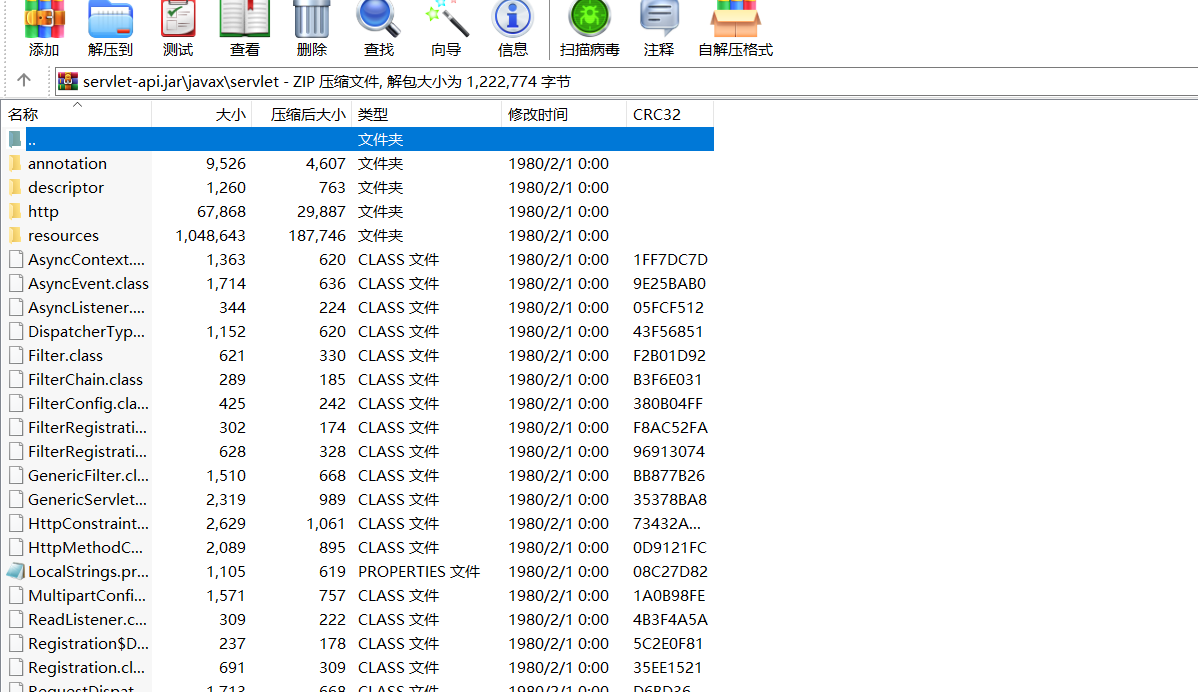 添加 解压到 测试 查看 删除 查找 向导 信息 扫描病毒 注释 自解压格式
servlet-api.jar\javax\servlet - ZIP 压缩文件, 解包大小为 1,222,774 字节
名称 大小 压缩后大小 类型 修改时间 CRC32
.. 文件夹
annotation 9,526 4,607 文件夹 1980/2/1 0:00
descriptor 1,260 763 文件夹 1980/2/1 0:00
http 67,868 29,887 文件夹 1980/2/1 0:00
resources 1,048,643 187,746 文件夹 1980/2/1 0:00
AsyncContext.... 1,363 620 CLASS 文件 1980/2/1 0:00 1FF7DC7D
AsyncEvent.class 1,714 636 CLASS 文件 1980/2/1 0:00 9E25BAB0
AsyncListener.... 344 224 CLASS 文件 1980/2/1 0:00 05FCF512
DispatcherTyp... 1,152 620 CLASS 文件 1980/2/1 0:00 43F56851
Filter.class 621 330 CLASS 文件 1980/2/1 0:00 F2B01D92
FilterChain.class 289 185 CLASS 文件 1980/2/1 0:00 B3F6E031
FilterConfig.cla... 425 242 CLASS 文件 1980/2/1 0:00 380B04FF
FilterRegistrati... 302 174 CLASS 文件 1980/2/1 0:00 F8AC52FA
FilterRegistrati... 628 328 CLASS 文件 1980/2/1 0:00 96913074
GenericFilter.cl... 1,510 668 CLASS 文件 1980/2/1 0:00 BB877B26
GenericServlet... 2,319 989 CLASS 文件 1980/2/1 0:00 35378BA8
HttpConstraint... 2,629 1,061 CLASS 文件 1980/2/1 0:00 73432A...
HttpMethodC... 2,089 895 CLASS 文件 1980/2/1 0:00 0D9121FC
LocalStrings.pr... 1,105 619 PROPERTIES 文件 1980/2/1 0:00 08C27D82
MultipartConfi... 1,571 757 CLASS 文件 1980/2/1 0:00 1A0B98FE
ReadListener.c... 309 222 CLASS 文件 1980/2/1 0:00 4B3F4A5A
Registration$D... 237 178 CLASS 文件 1980/2/1 0:00 5C2E0F81
Registration.cl... 691 309 CLASS 文件 1980/2/1 0:00 35EE1521
RequestDispat... 1,713 668 CLASS 文件 1980/2/1 0:00